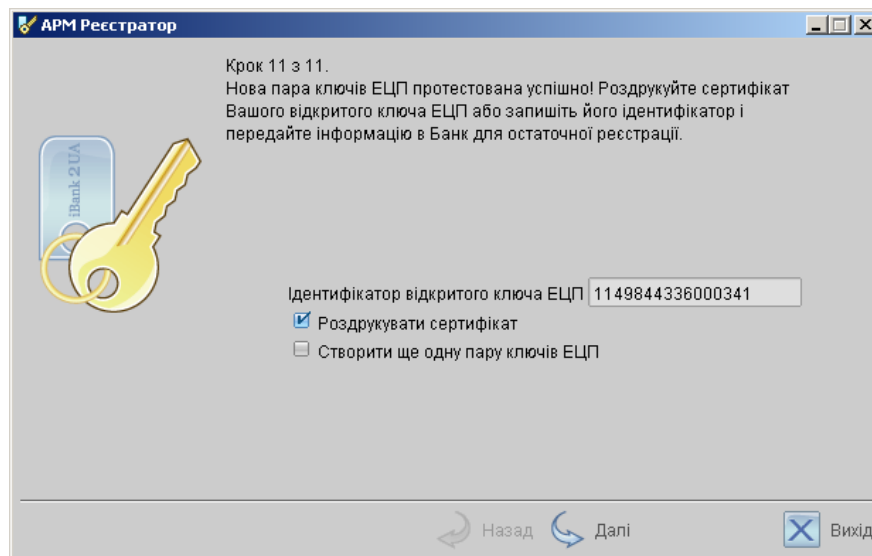 АРМ Реєстратор
Крок 11 з 11.
Нова пара ключів ЕЦП протестована успішно! Роздрукуйте сертифікат
Вашого відкритого ключа ЕЦП або запишіть його ідентифікатор і
передайте інформацію в Банк для остаточної реєстрації.
iBank 2 UA
Ідентифікатор відкритого ключа ЕЦП 1149844336000341
Роздрукувати сертифікат
Створити ще одну пару ключів ЕЦП
Назад Далі Вихід